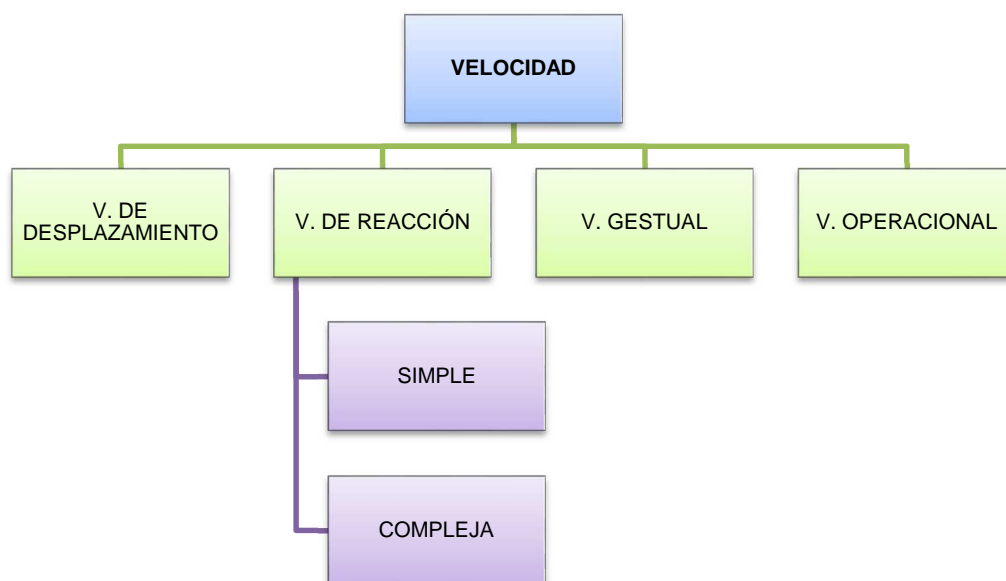 VELOCIDAD
V. DE
DESPLAZAMIENTO
V. DE REACCIÓN
V. GESTUAL
V. OPERACIONAL
SIMPLE
COMPLEJA